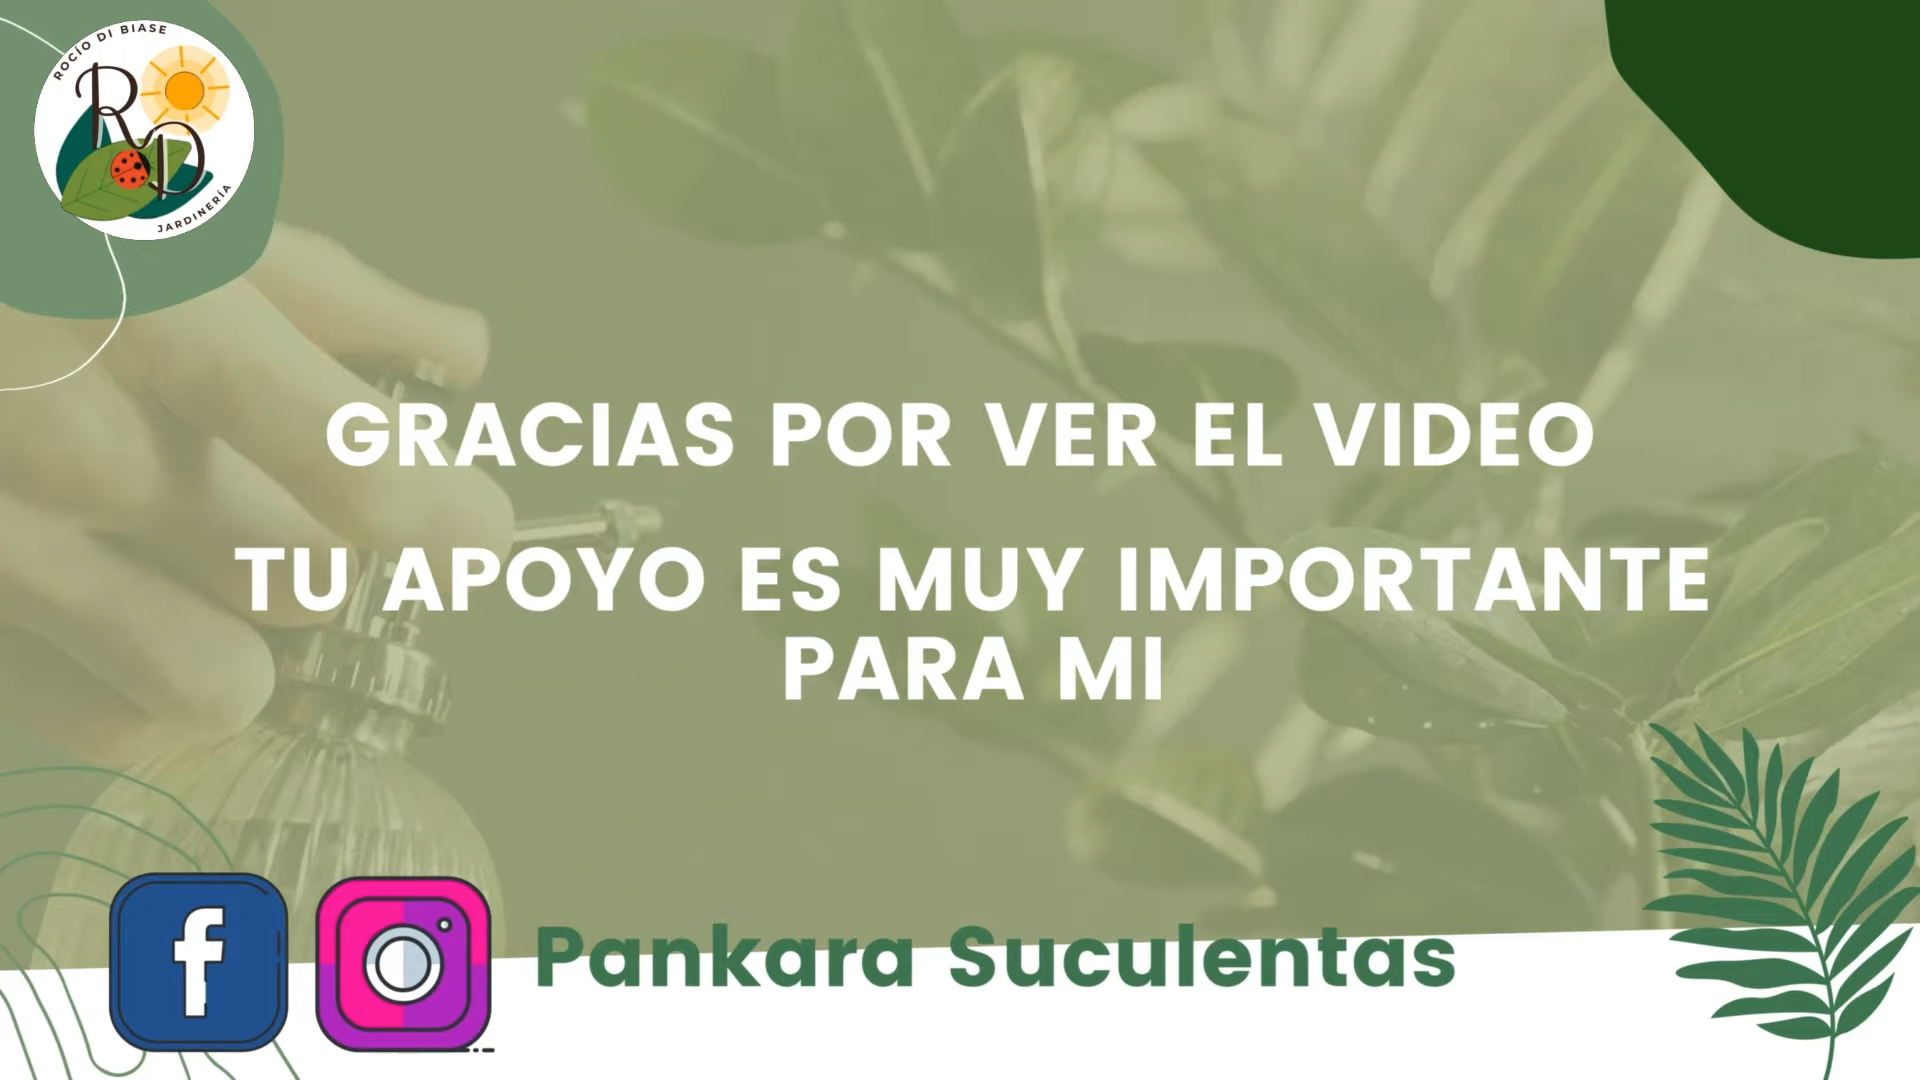 ROCÍO DI BIASE
RD
JARDINERÍA
GRACIAS POR VER EL VIDEO
TU APOYO ES MUY IMPORTANTE
PARA MI
Pankara Suculentas